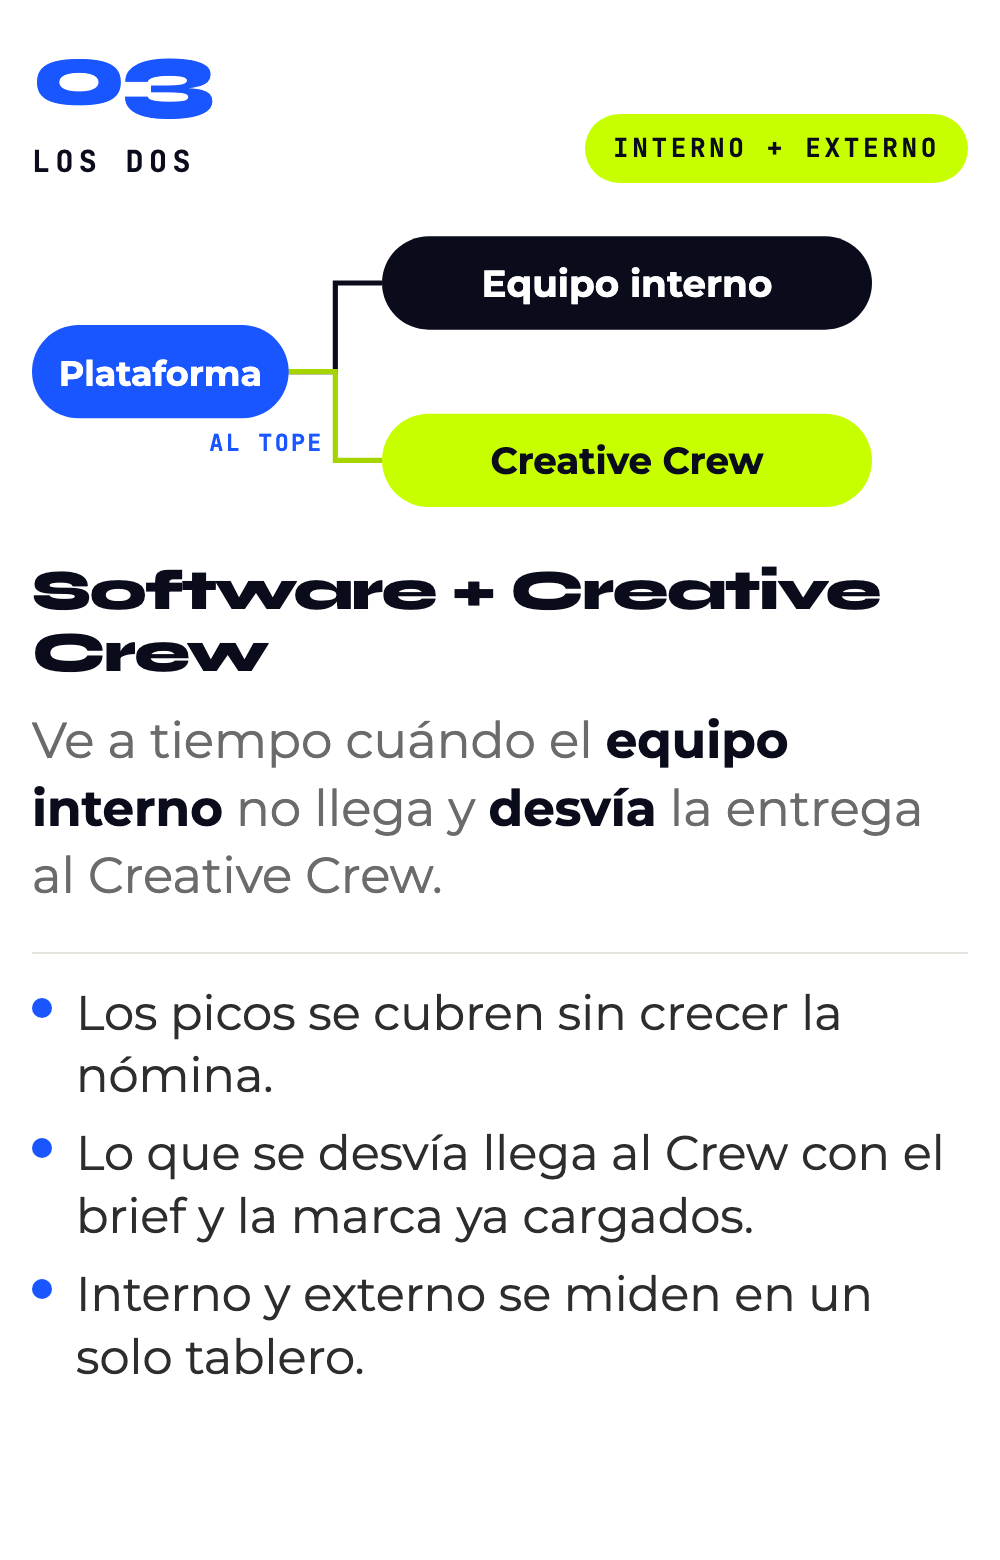 03
LOS DOS
INTERNO + EXTERNO
Equipo interno
Plataforma
AL TOPE
Creative Crew
Software + Creative
Crew
Ve a tiempo cuándo el equipo
interno no llega y desvía la entrega
al Creative Crew.
Los picos se cubren sin crecer la
nómina.
Lo que se desvía llega al Crew con el
brief y la marca ya cargados.
Interno y externo se miden en un
solo tablero.